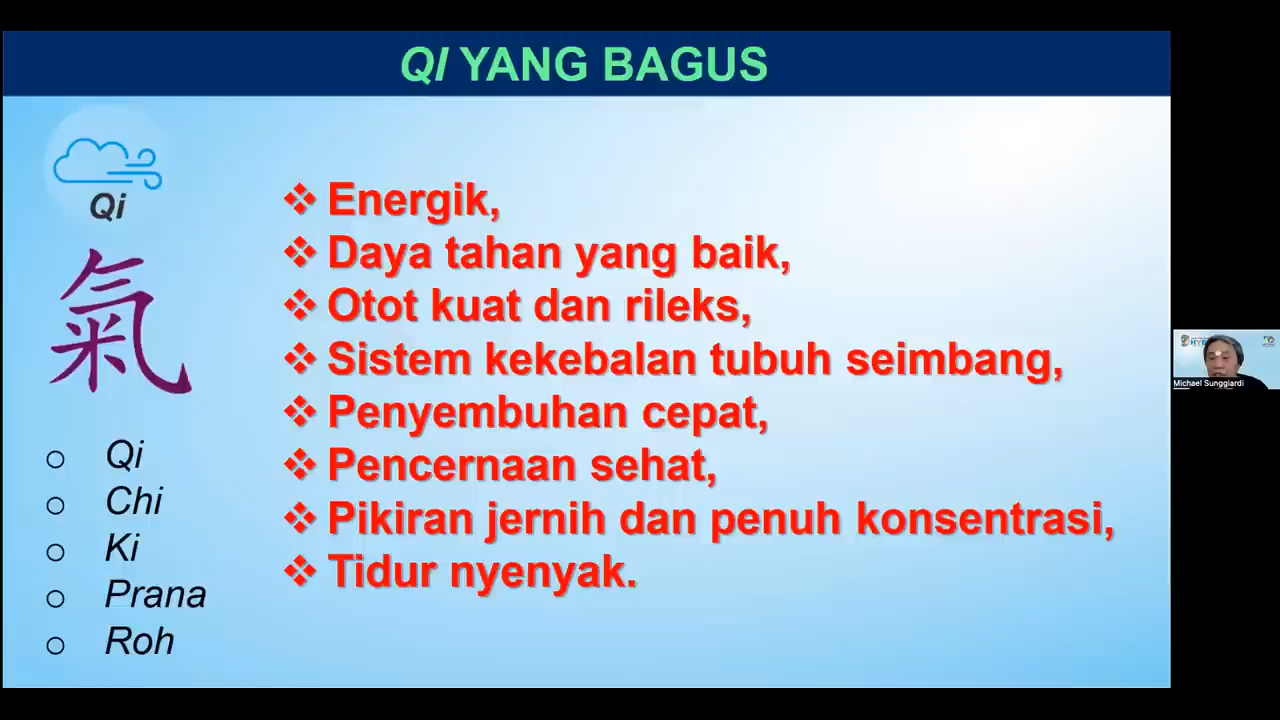 QI YANG BAGUS
Qi
氣
Qi
Chi
Ki
Prana
Roh
Energik,
Daya tahan yang baik,
Otot kuat dan rileks,
Sistem kekebalan tubuh seimbang,
Penyembuhan cepat,
Pencernaan sehat,
Pikiran jernih dan penuh konsentrasi,
Tidur nyenyak.
Michael Sunggiardi